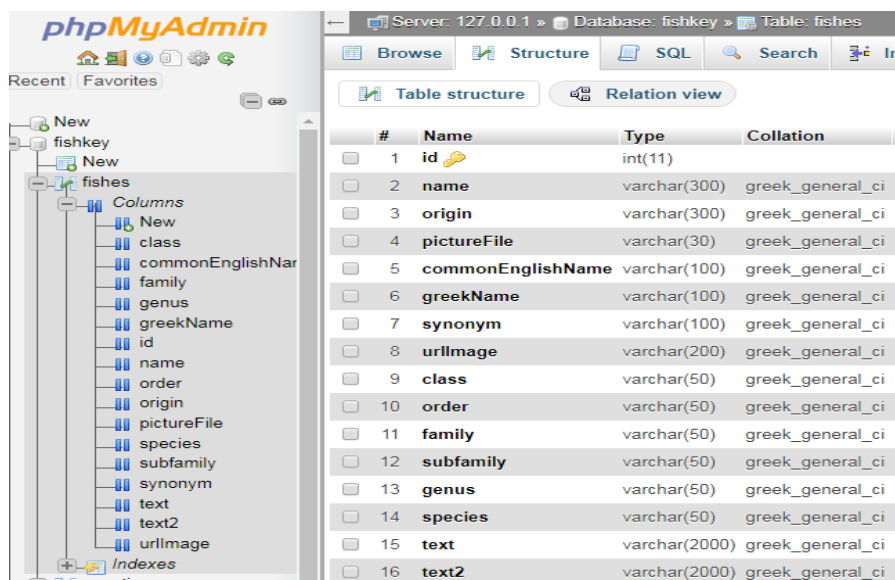 phpMyAdmin
Recent Favorites
New
fishkey
New
fishes
Columns
New
class
commonEnglishNar
family
genus
greekName
id
name
order
origin
pictureFile
species
subfamily
synonym
text
text2
urlImage
Indexes
Server: 127.0.0.1 » Database: fishkey » Table: fishes
Browse Structure SQL Search In
Table structure Relation view
# Name Type Collation
1 id int(11)
2 name varchar(300) greek_general_ci
3 origin varchar(300) greek_general_ci
4 pictureFile varchar(30) greek_general_ci
5 commonEnglishName varchar(100) greek_general_ci
6 greekName varchar(100) greek_general_ci
7 synonym varchar(100) greek_general_ci
8 urlImage varchar(200) greek_general_ci
9 class varchar(50) greek_general_ci
10 order varchar(50) greek_general_ci
11 family varchar(50) greek_general_ci
12 subfamily varchar(50) greek_general_ci
13 genus varchar(50) greek_general_ci
14 species varchar(50) greek_general_ci
15 text varchar(2000) greek_general_ci
16 text2 varchar(2000) greek_general_ci